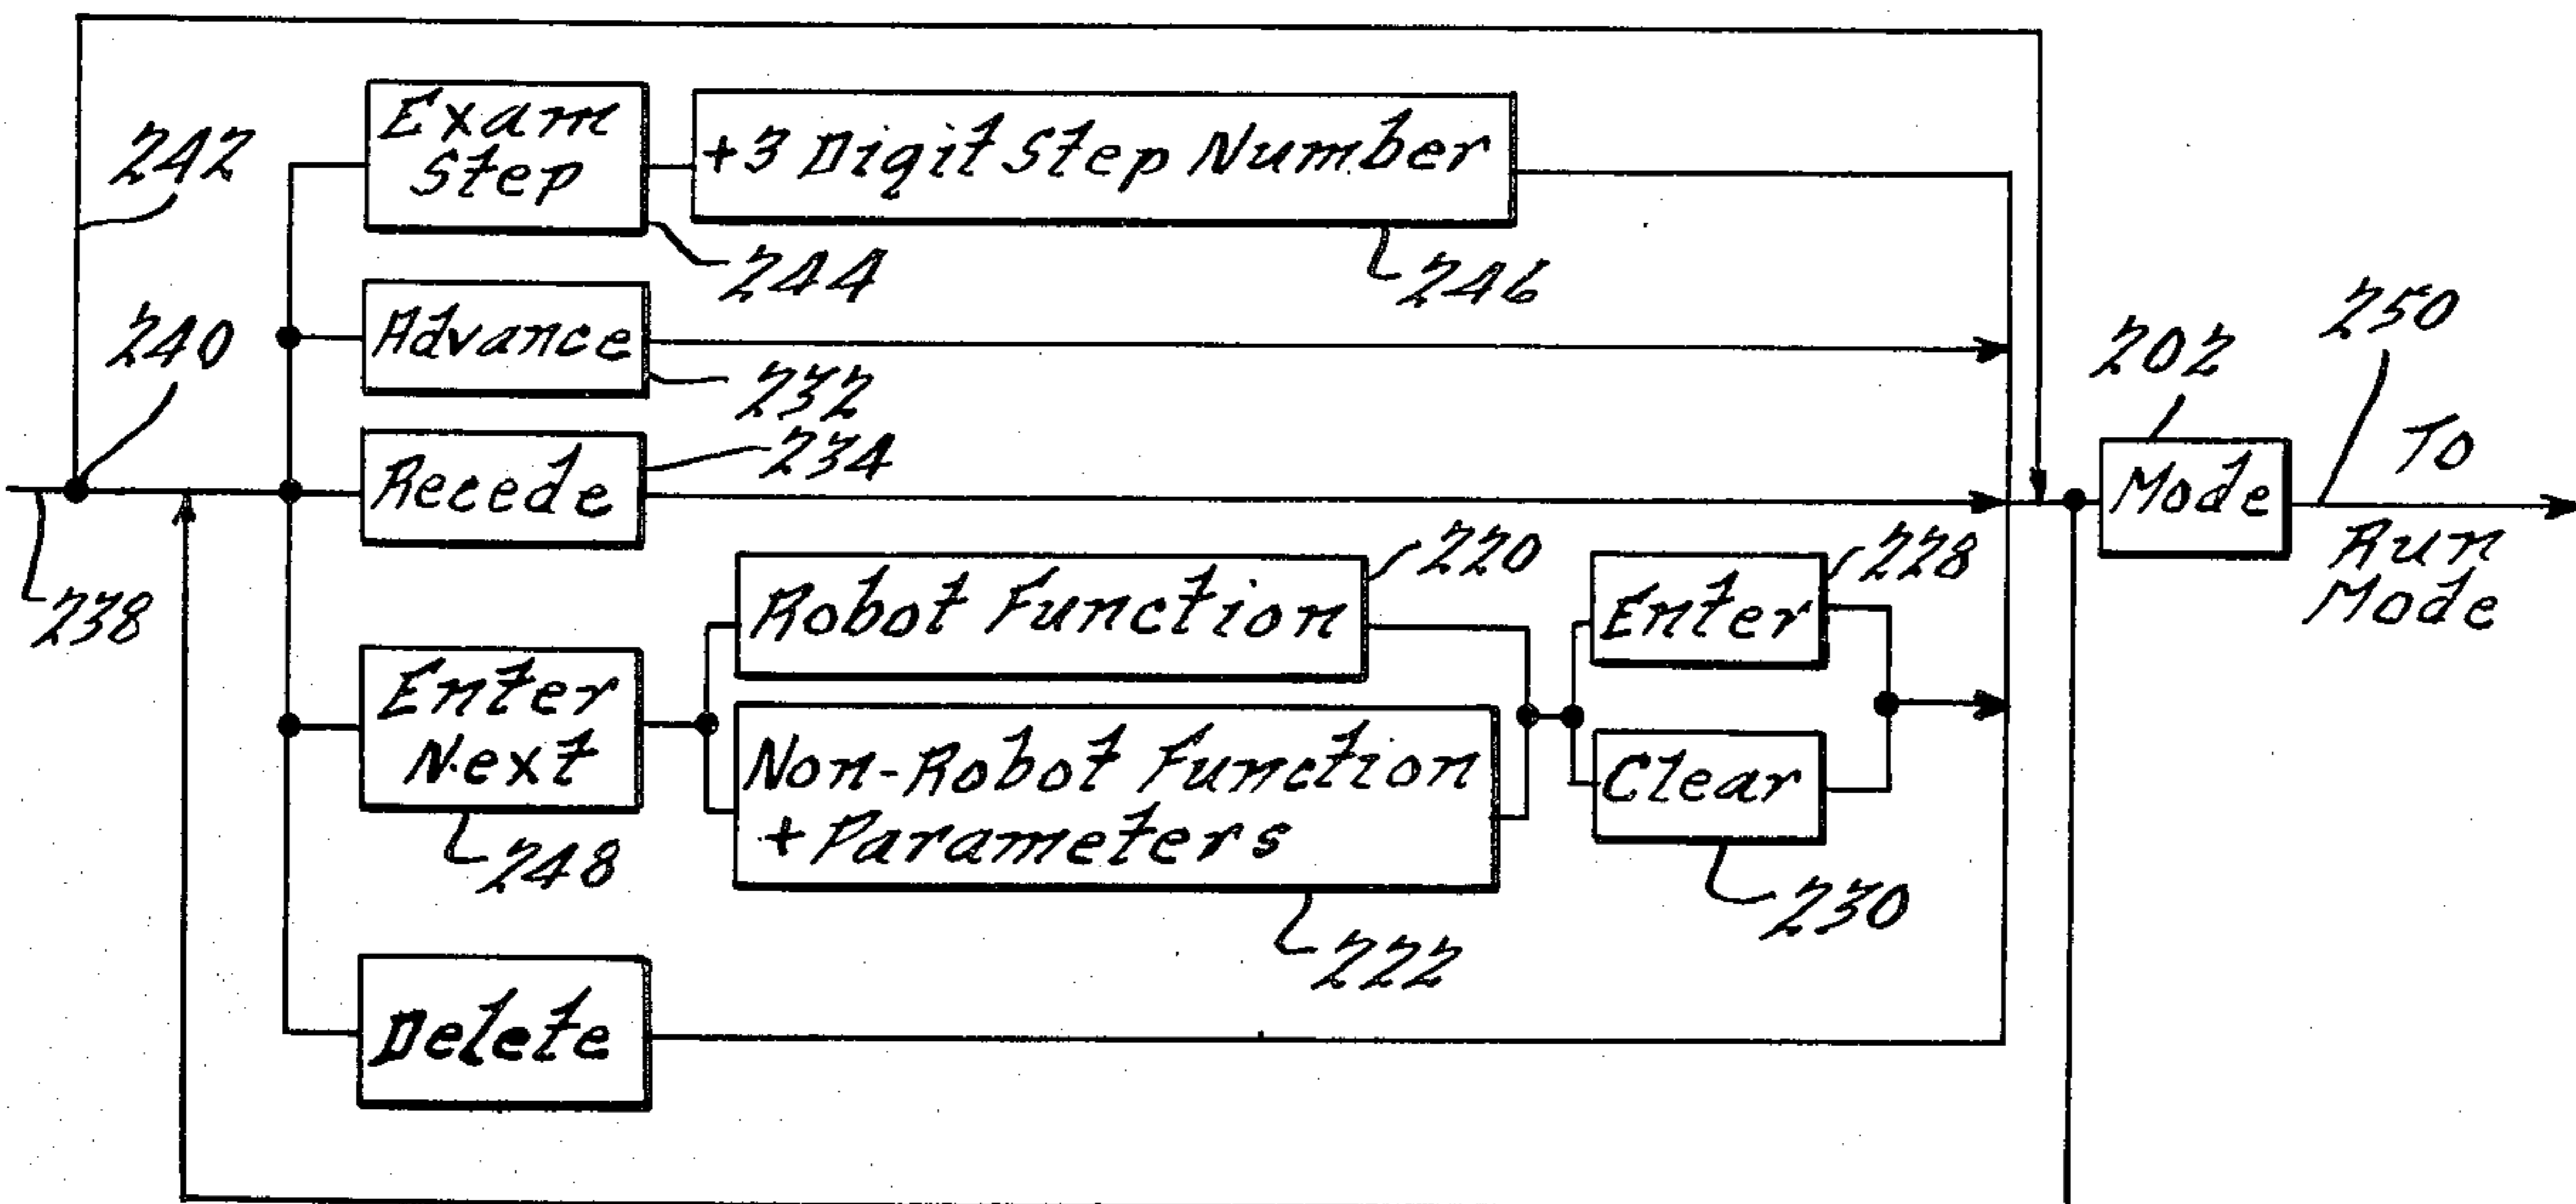 Exam
Step
+3 Digit Step Number
242
244
246
Advance
240
232
250
202
Recede
234
To
Mode
Run
Mode
238
Robot Function
220
Enter
228
Enter
Next
248
Non-Robot Function
+ Parameters
222
Clear
230
Delete